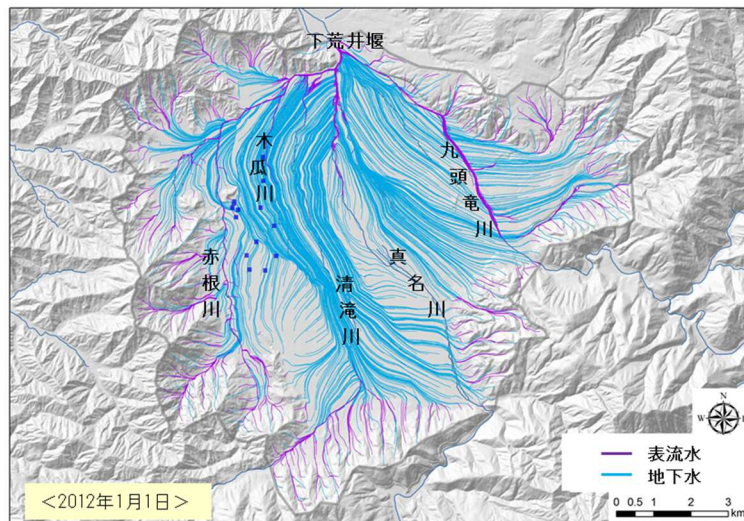 下荒井堰
木瓜川
九頭竜川
赤根川
清滝川
真名川
N
W
表流水
地下水
0 0.5 1 2 3
km
<2012年1月1日>